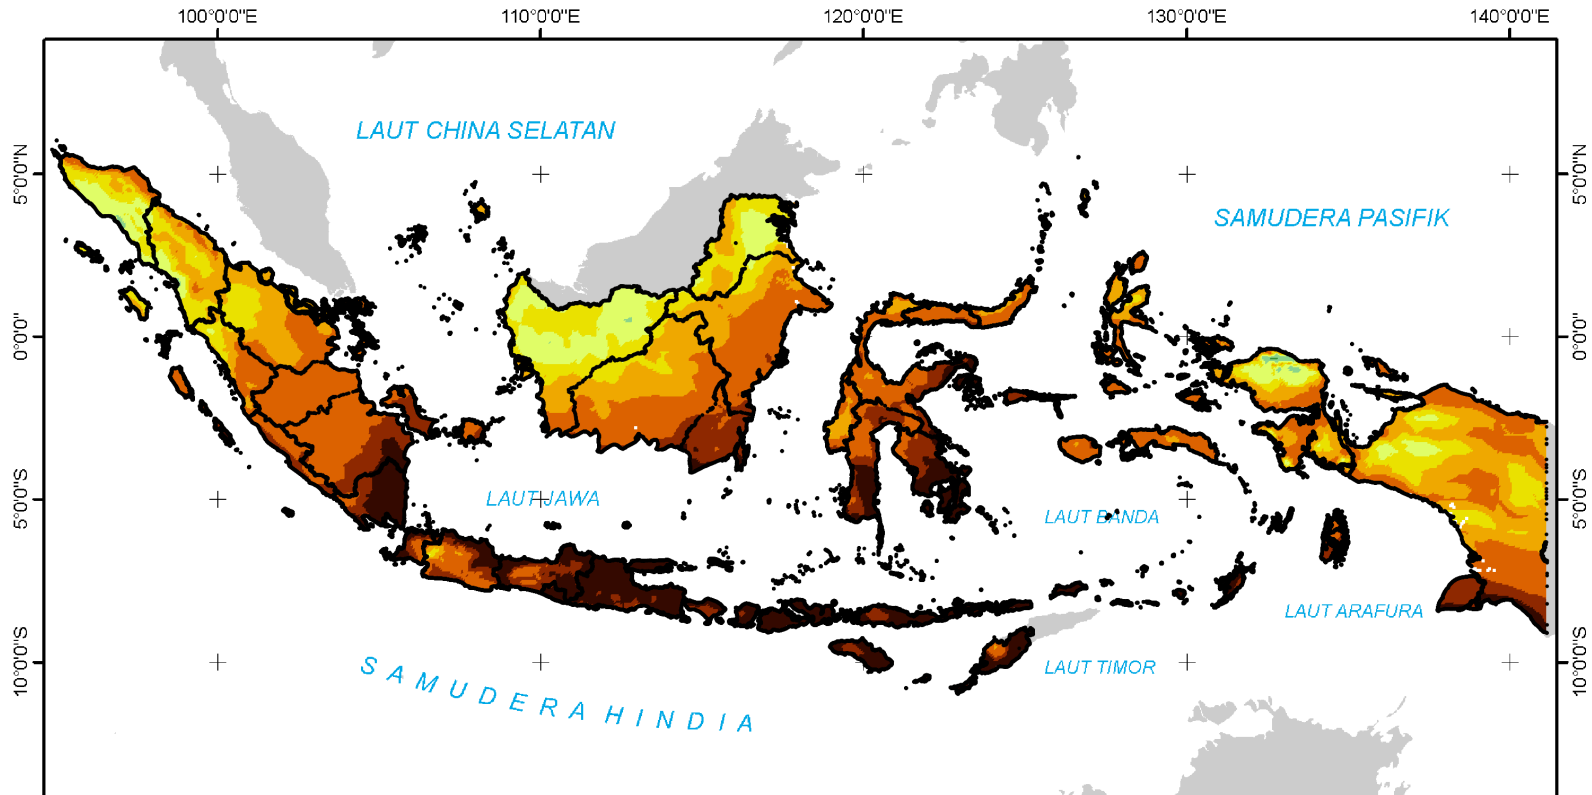 100°0'0"E 110°0'0"E 120°0'0"E 130°0'0"E 140°0'0"E
LAUT CHINA SELATAN
5°0'0"N 5°0'0"N
SAMUDERA PASIFIK
0°0'0" 0°0'0"
5°0'0"S LAUT JAWA 5°0'0"S
LAUT BANDA
LAUT ARAFURA
10°0'0"S LAUT TIMOR 10°0'0"S
SAMUDERA HINDIA